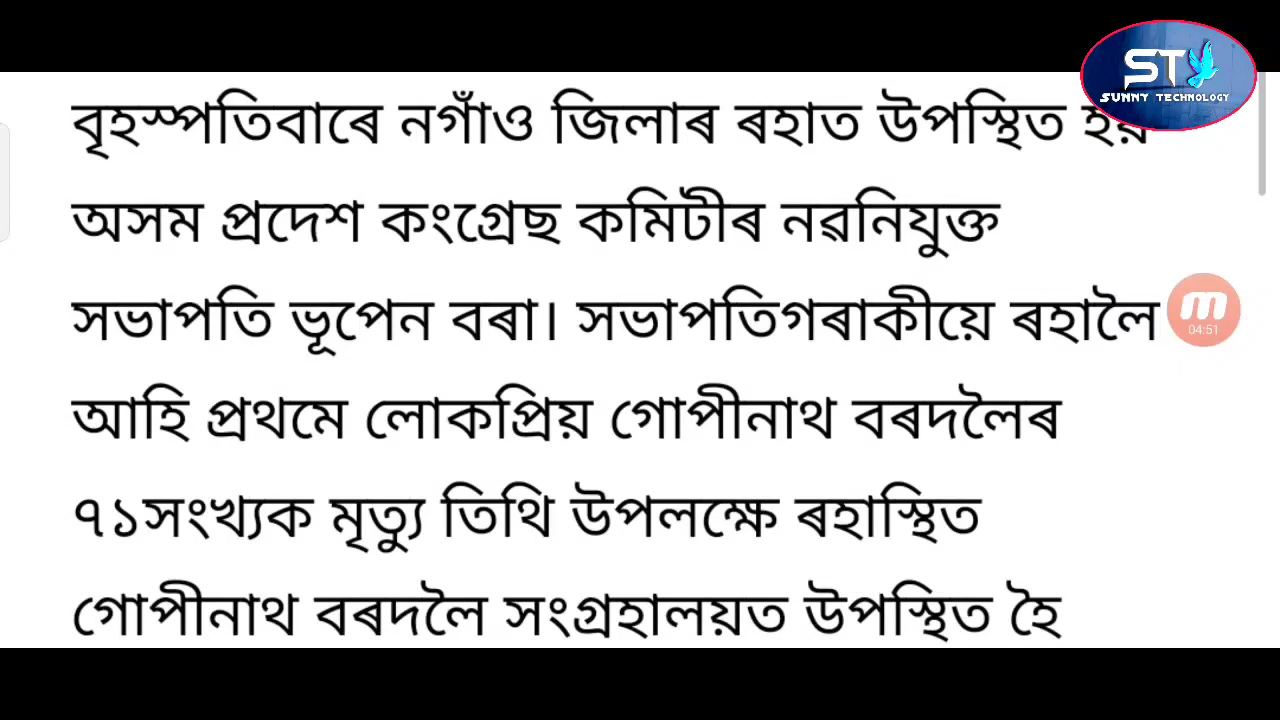 বৃহস্পতিবাৰে নগাঁও জিলাৰ ৰহাত উপস্থিত হয়
অসম প্ৰদেশ কংগ্ৰেছ কমিটীৰ নৱনিযুক্ত
সভাপতি ভূপেন বৰা। সভাপতিগৰাকীয়ে ৰহালৈ
আহি প্ৰথমে লোকপ্ৰিয় গোপীনাথ বৰদলৈৰ
৭১সংখ্যক মৃত্যু তিথি উপলক্ষে ৰহাস্থিত
গোপীনাথ বৰদলৈ সংগ্ৰহালয়ত উপস্থিত হৈ
ST
SUNNY TECHNOLOGY
04:51